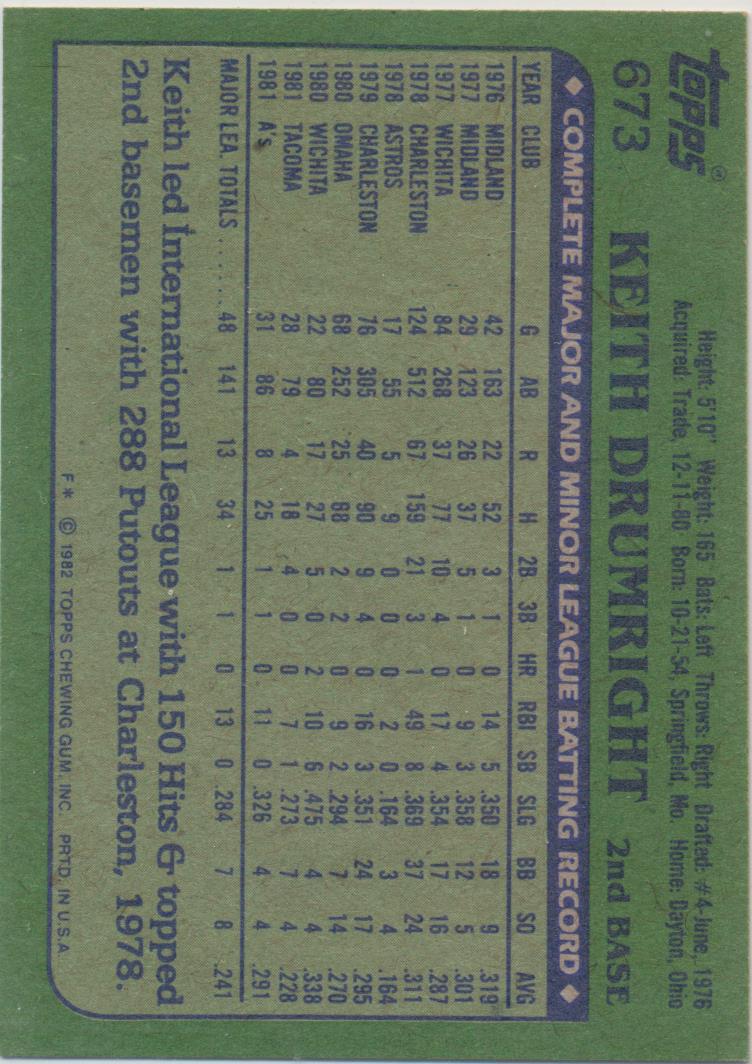 topps
Height: 5'10" Weight: 165 Bats: Left Throws: Right Drafted: #4-June, 1976
Acquired: Trade, 12-11-80 Born: 10-21-54, Springfield, Mo. Home: Dayton, Ohio
673 KEITH DRUMRIGHT 2nd BASE
◆ COMPLETE MAJOR AND MINOR LEAGUE BATTING RECORD ◆
YEAR CLUB G AB R H 2B 3B HR RBI SB SLG BB SO AVG
1976 MIDLAND 42 163 22 52 3 1 0 14 5 .350 18 9 .319
1977 MIDLAND 29 123 26 37 5 1 0 9 3 .358 12 5 .301
1977 WICHITA 84 268 37 77 10 4 0 17 4 .354 17 16 .287
1978 CHARLESTON 124 512 67 159 21 3 1 49 8 .369 37 24 .311
1978 ASTROS 17 55 5 9 0 0 0 2 0 .164 3 4 .164
1979 CHARLESTON 76 305 40 90 9 4 0 16 3 .351 24 17 .295
1980 OMAHA 68 252 25 68 2 2 0 9 2 .294 7 14 .270
1980 WICHITA 22 80 17 27 5 0 2 10 6 .475 4 4 .338
1981 TACOMA 28 79 4 18 4 0 0 7 1 .273 7 4 .228
1981 A's 31 86 8 25 1 1 0 11 0 .326 4 4 .291
MAJOR LEA. TOTALS ...... 48 141 13 34 1 1 0 13 0 .284 7 8 .241
Keith led International League with 150 Hits & topped
2nd basemen with 288 Putouts at Charleston, 1978.
F* © 1982 TOPPS CHEWING GUM, INC. PRTD. IN U.S.A.